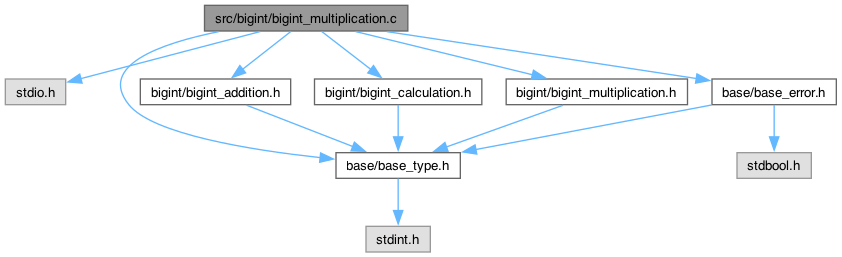 src/bigint/bigint_multiplication.c
stdio.h
bigint/bigint_addition.h
bigint/bigint_calculation.h
bigint/bigint_multiplication.h
base/base_error.h
base/base_type.h
stdbool.h
stdint.h